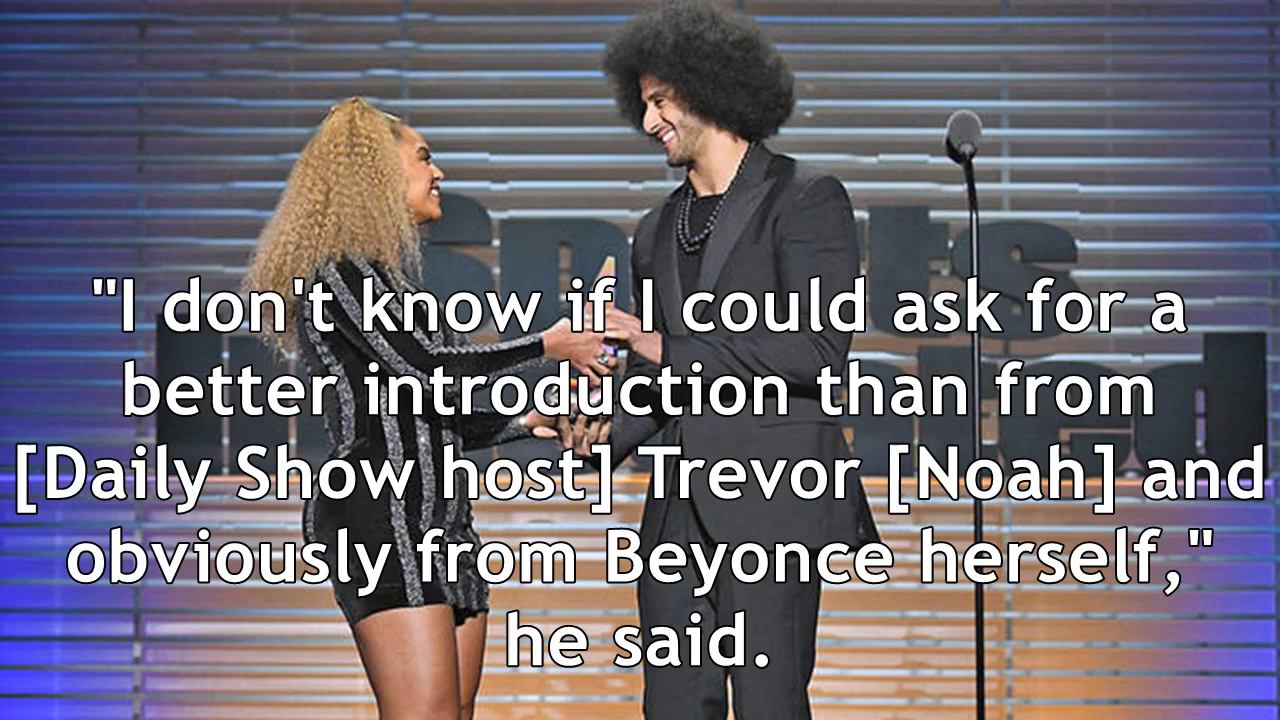 Sports
"I don't know if I could ask for a
better introduction than from
[Daily Show host] Trevor [Noah] and
obviously from Beyonce herself,"
he said.